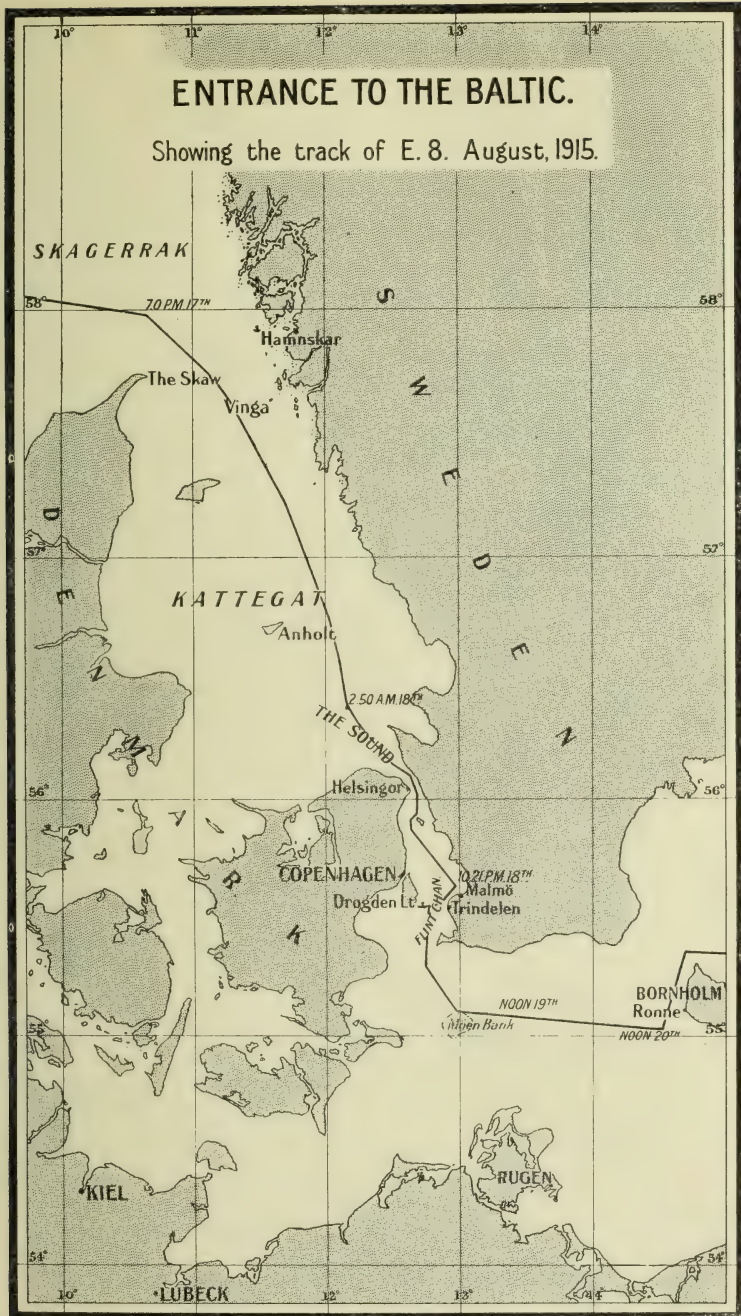 10° 11° 12° 13° 14°
ENTRANCE TO THE BALTIC.
Showing the track of E. 8. August, 1915.
SKAGERRAK
58° 7.0 P.M. 17TH 58°
Hamnskar
The Skaw
Vinga
SWEDEN
DENMARK
57° 57°
KATTEGAT
Anholt
2.50 A.M. 18TH
THE SOUND
Helsingor
56° 56°
COPENHAGEN
10.21. P.M. 18TH
Malmö
Drogden Lt.
Trindelen
FLINT CHAN.
BORNHOLM
NOON 19TH
Ronne
Möen Bank
55° 55°
NOON 20TH
RUGEN
KIEL
54° 54°
LUBECK
10° 11° 12° 13° 14°